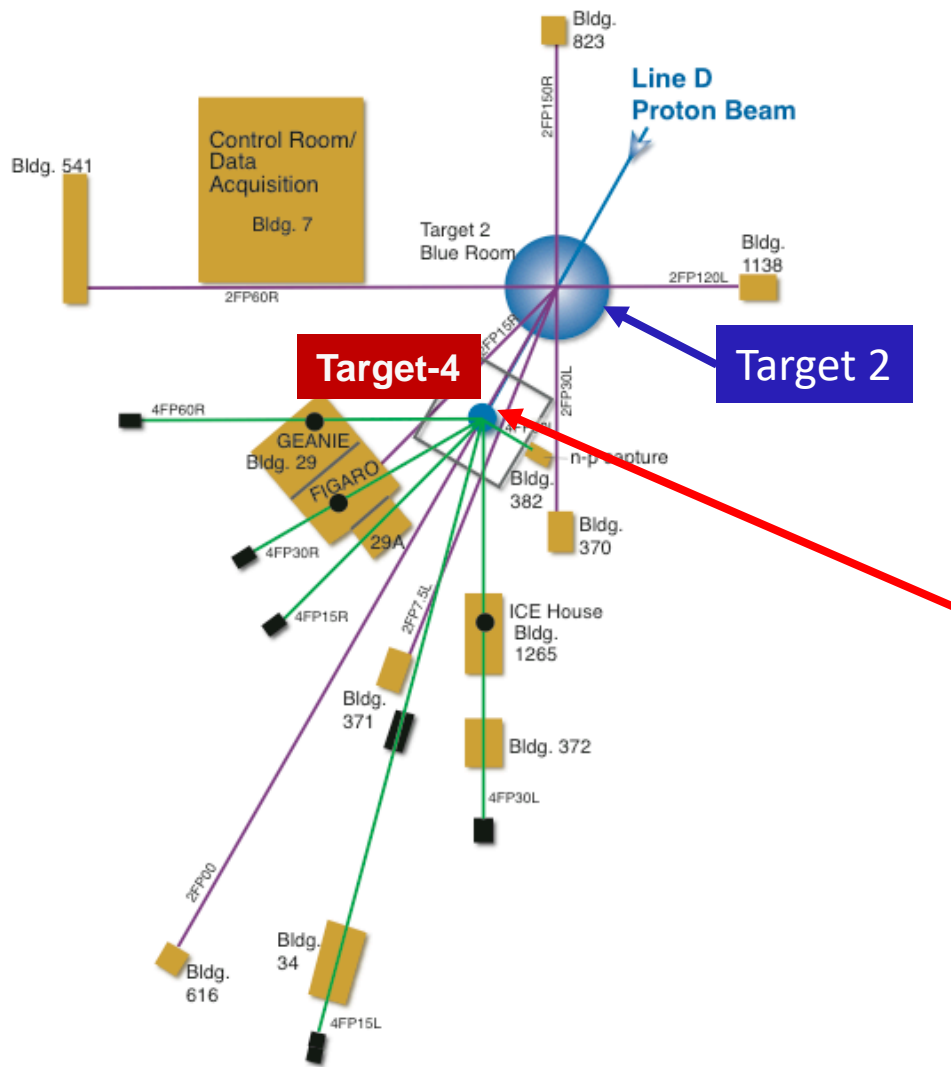 Bldg.
823
Line D
Proton Beam
2FP150R
Control Room/
Data
Acquisition
Bldg. 7
Bldg. 541
Target 2
Blue Room
Bldg.
1138
2FP120L
2FP60R
2FP15R
Target-4
Target 2
2FP30L
4FP60R
GEANIE
Bldg. 29
FIGARO
n-p capture
Bldg.
382
Bldg.
370
29A
4FP30R
4FP15R
2FP7.5L
ICE House
Bldg.
1265
Bldg.
371
Bldg. 372
4FP30L
2FP00
Bldg.
34
Bldg.
616
4FP15L